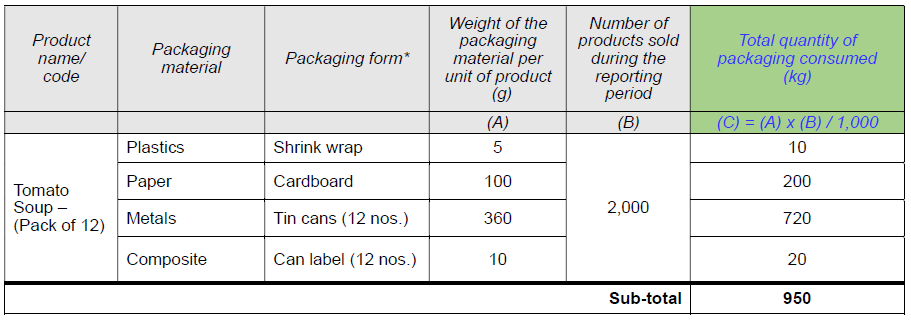 Product name/ code
Packaging material
Packaging form*
Weight of the packaging material per unit of product (g)
Number of products sold during the reporting period
Total quantity of packaging consumed (kg)
(A)
(B)
(C) = (A) x (B) / 1,000
Tomato Soup – (Pack of 12)
Plastics
Shrink wrap
5
2,000
10
Paper
Cardboard
100
200
Metals
Tin cans (12 nos.)
360
720
Composite
Can label (12 nos.)
10
20
Sub-total
950